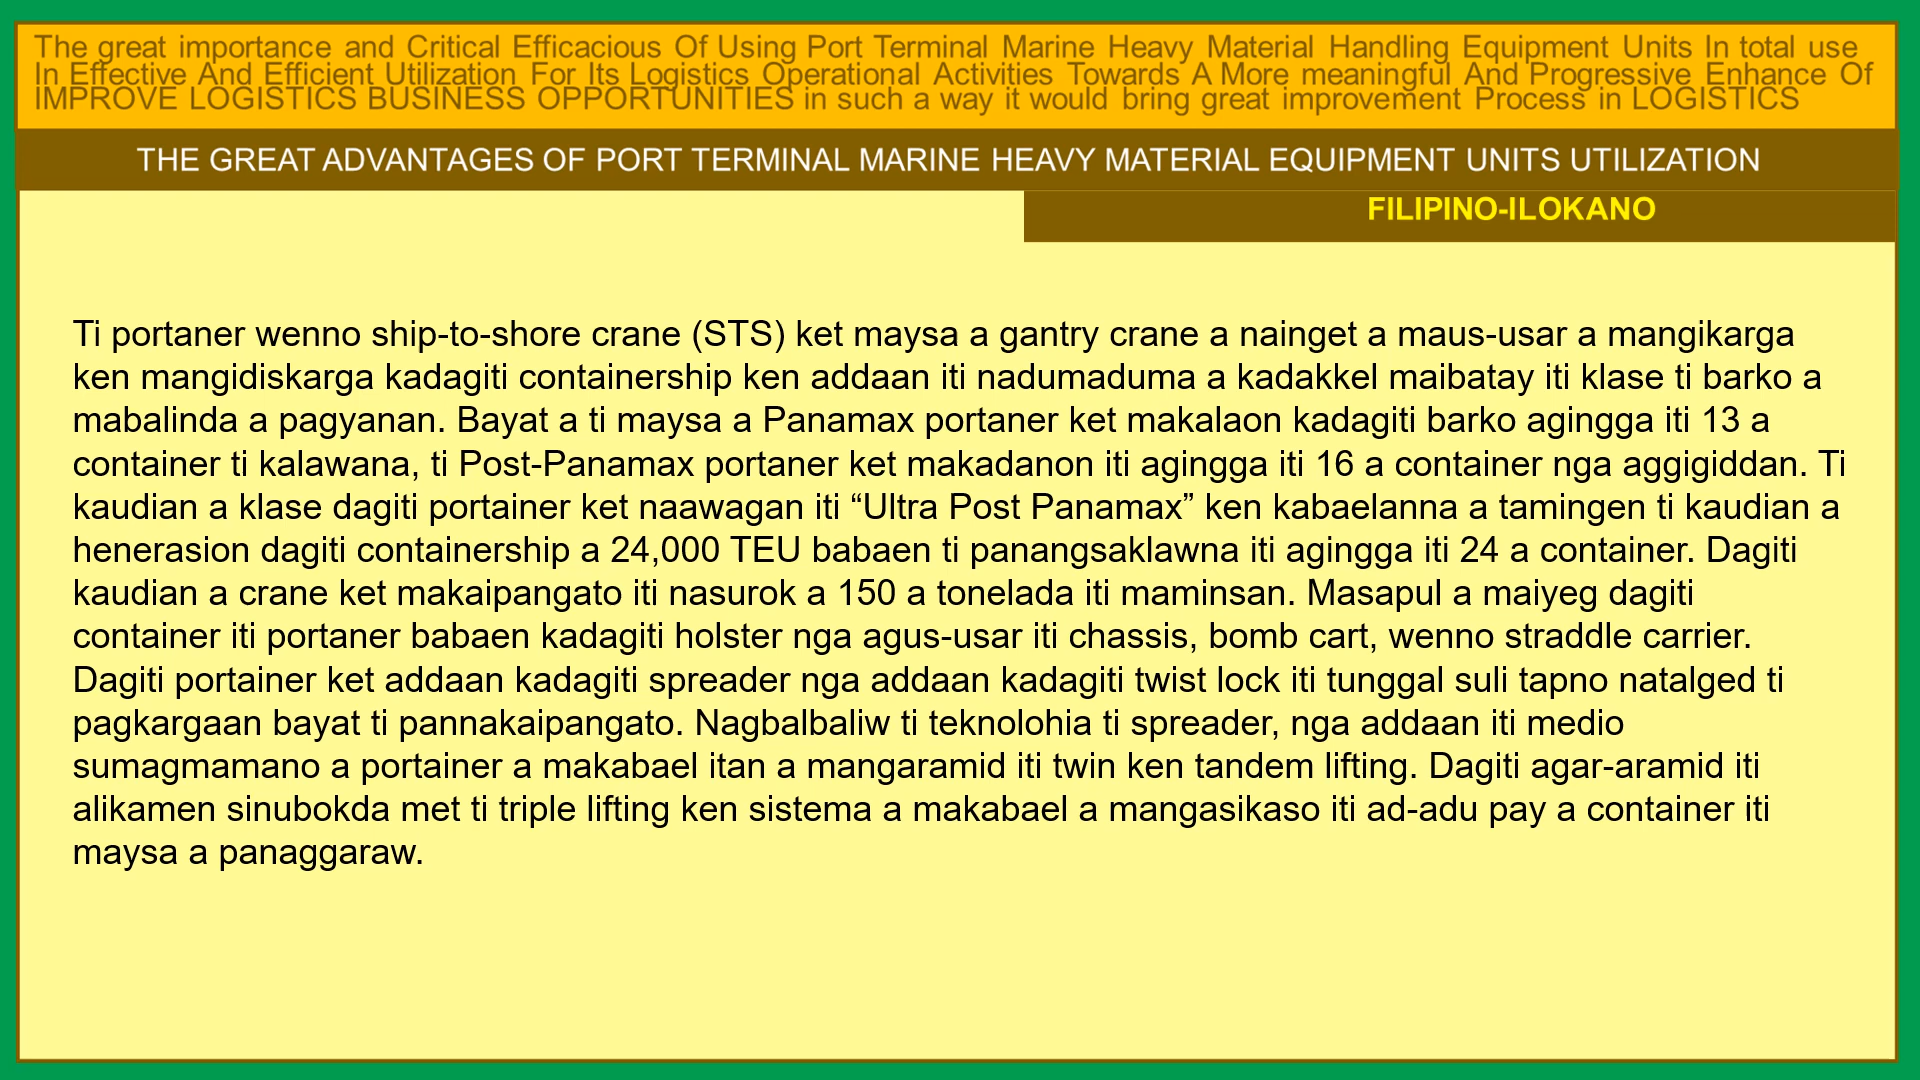 The great importance and Critical Efficacious Of Using Port Terminal Marine Heavy Material Handling Equipment Units In total use
In Effective And Efficient Utilization For Its Logistics Operational Activities Towards A More meaningful And Progressive Enhance Of
IMPROVE LOGISTICS BUSINESS OPPORTUNITIES in such a way it would bring great improvement Process in LOGISTICS
THE GREAT ADVANTAGES OF PORT TERMINAL MARINE HEAVY MATERIAL EQUIPMENT UNITS UTILIZATION
FILIPINO-ILOKANO
Ti portaner wenno ship-to-shore crane (STS) ket maysa a gantry crane a nainget a maus-usar a mangikarga
ken mangidiskarga kadagiti containership ken addaan iti nadumaduma a kadakkel maibatay iti klase ti barko a
mabalinda a pagyanan. Bayat a ti maysa a Panamax portaner ket makalaon kadagiti barko agingga iti 13 a
container ti kalawana, ti Post-Panamax portaner ket makadanon iti agingga iti 16 a container nga aggigiddan. Ti
kaudian a klase dagiti portainer ket naawagan iti “Ultra Post Panamax” ken kabaelanna a tamingen ti kaudian a
henerasion dagiti containership a 24,000 TEU babaen ti panangsaklawna iti agingga iti 24 a container. Dagiti
kaudian a crane ket makaipangato iti nasurok a 150 a tonelada iti maminsan. Masapul a maiyeg dagiti
container iti portaner babaen kadagiti holster nga agus-usar iti chassis, bomb cart, wenno straddle carrier.
Dagiti portainer ket addaan kadagiti spreader nga addaan kadagiti twist lock iti tunggal suli tapno natalged ti
pagkargaan bayat ti pannakaipangato. Nagbalbaliw ti teknolohia ti spreader, nga addaan iti medio
sumagmamano a portainer a makabael itan a mangaramid iti twin ken tandem lifting. Dagiti agar-aramid iti
alikamen sinubokda met ti triple lifting ken sistema a makabael a mangasikaso iti ad-adu pay a container iti
maysa a panaggaraw.